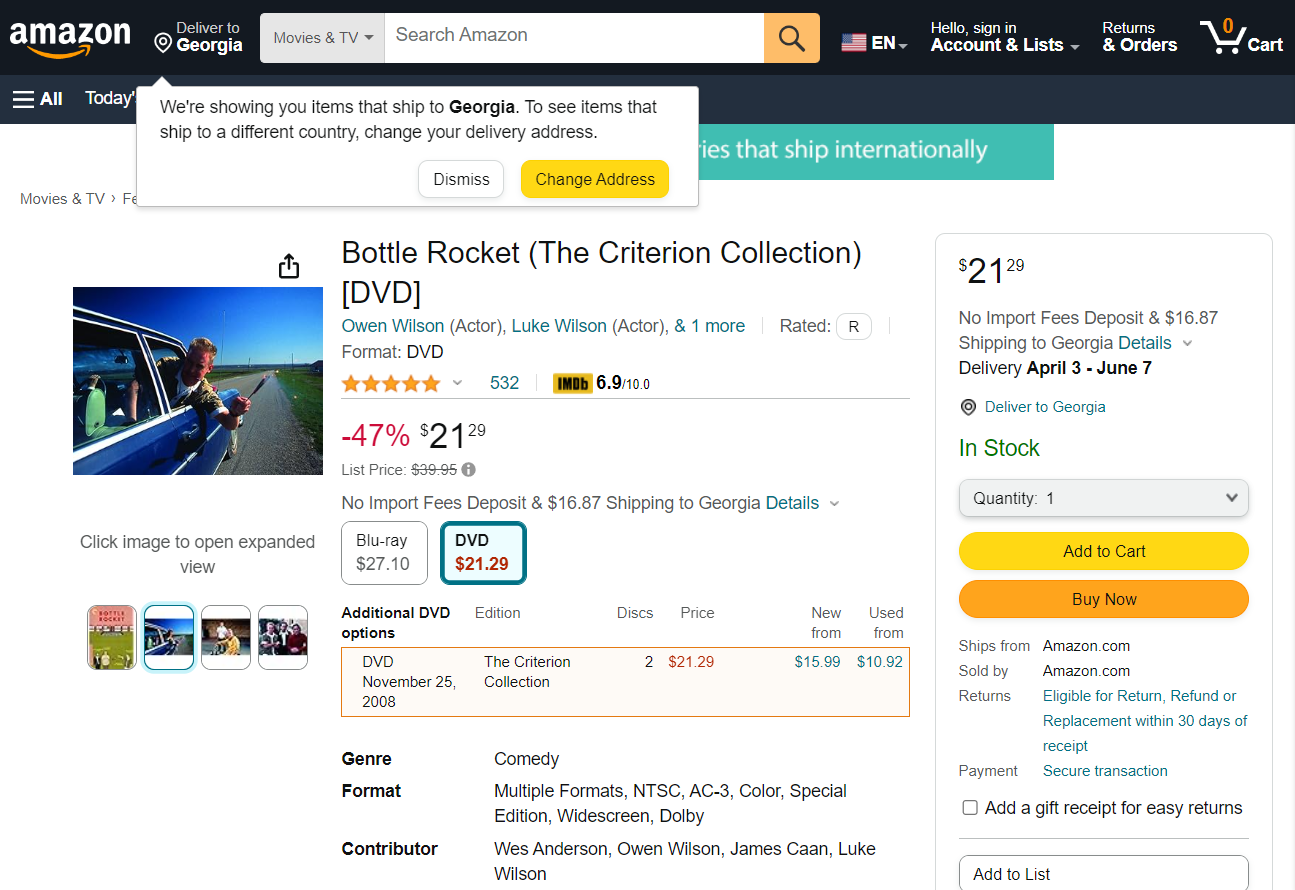 amazon
Deliver to
Georgia
Movies & TV
Search Amazon
EN
Hello, sign in
Account & Lists
Returns
& Orders
0
Cart
All
Today'
We're showing you items that ship to Georgia. To see items that
ship to a different country, change your delivery address.
Dismiss
Change Address
ries that ship internationally
Movies & TV › Fe
Bottle Rocket (The Criterion Collection)
[DVD]
Owen Wilson (Actor), Luke Wilson (Actor), & 1 more
Rated: R
Format: DVD
532
IMDb 6.9/10.0
-47% $21 29
List Price: $39.95
No Import Fees Deposit & $16.87 Shipping to Georgia Details
Blu-ray
$27.10
DVD
$21.29
Click image to open expanded
view
BOTTLE
ROCKET
Additional DVD
options
Edition
Discs
Price
New
from
Used
from
DVD
November 25,
2008
The Criterion
Collection
2
$21.29
$15.99
$10.92
Genre
Comedy
Format
Multiple Formats, NTSC, AC-3, Color, Special
Edition, Widescreen, Dolby
Contributor
Wes Anderson, Owen Wilson, James Caan, Luke
Wilson
$21 29
No Import Fees Deposit & $16.87
Shipping to Georgia Details
Delivery April 3 - June 7
Deliver to Georgia
In Stock
Quantity: 1
Add to Cart
Buy Now
Ships from Amazon.com
Sold by Amazon.com
Returns Eligible for Return, Refund or
Replacement within 30 days of
receipt
Payment Secure transaction
Add a gift receipt for easy returns
Add to List